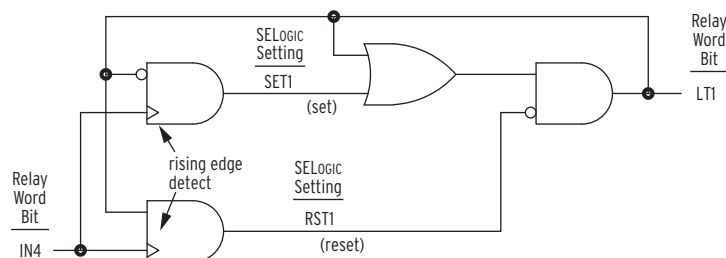 SELOGIC
Setting
SET1
(set)
Relay
Word
Bit
LT1
rising edge
detect
Relay
Word
Bit
IN4
SELOGIC
Setting
RST1
(reset)